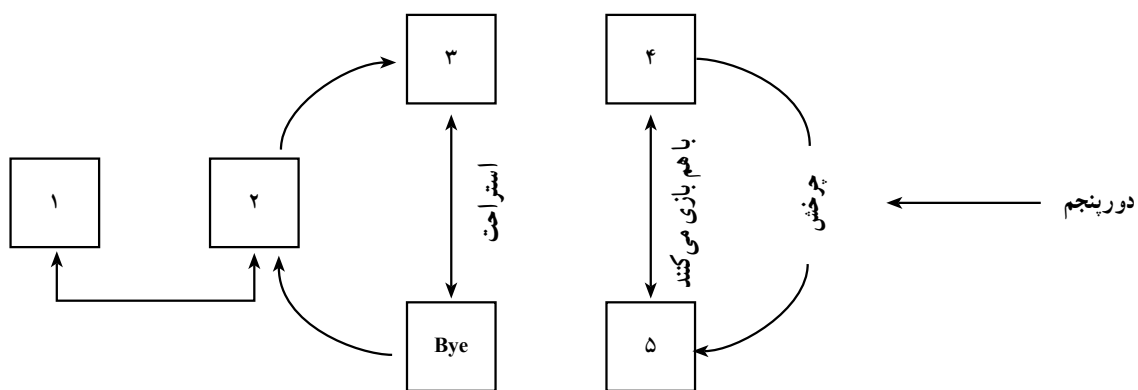 ۳
۴
۱
۲
استراحت
با هم بازی می‌کنند
چرخش
دورپنجم
Bye
۵